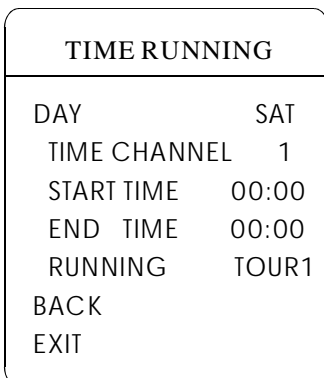 TIME RUNNING
DAY SAT
TIME CHANNEL 1
START TIME 00:00
END TIME 00:00
RUNNING TOUR1
BACK
EXIT